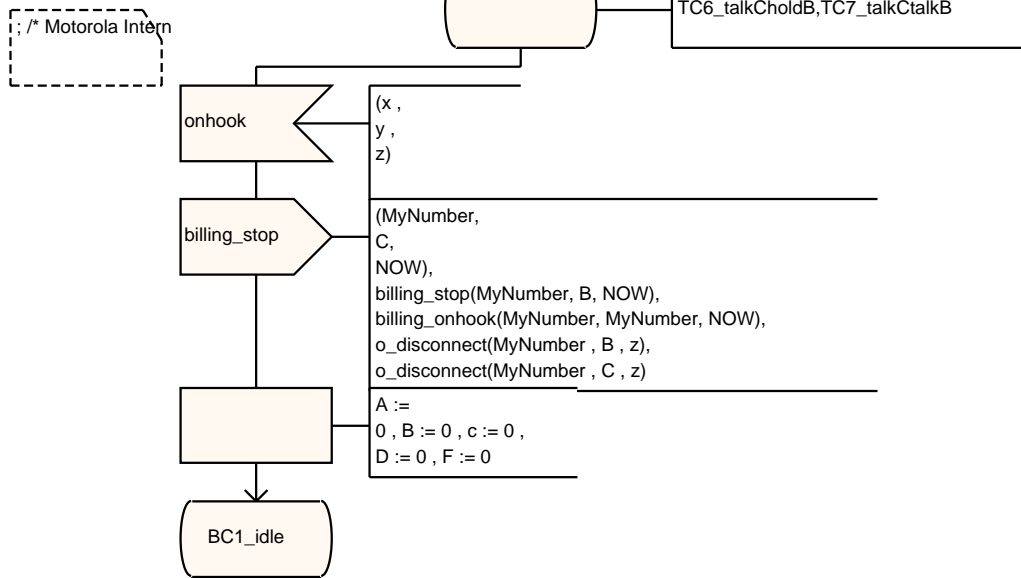 TC6_talkCholdB,TC7_talkCtalkB
; /* Motorola Intern
onhook
(x ,
y ,
z)
billing_stop
(MyNumber,
C,
NOW),
billing_stop(MyNumber, B, NOW),
billing_onhook(MyNumber, MyNumber, NOW),
o_disconnect(MyNumber , B , z),
o_disconnect(MyNumber , C , z)
A :=
0 , B := 0 , c := 0 ,
D := 0 , F := 0
BC1_idle